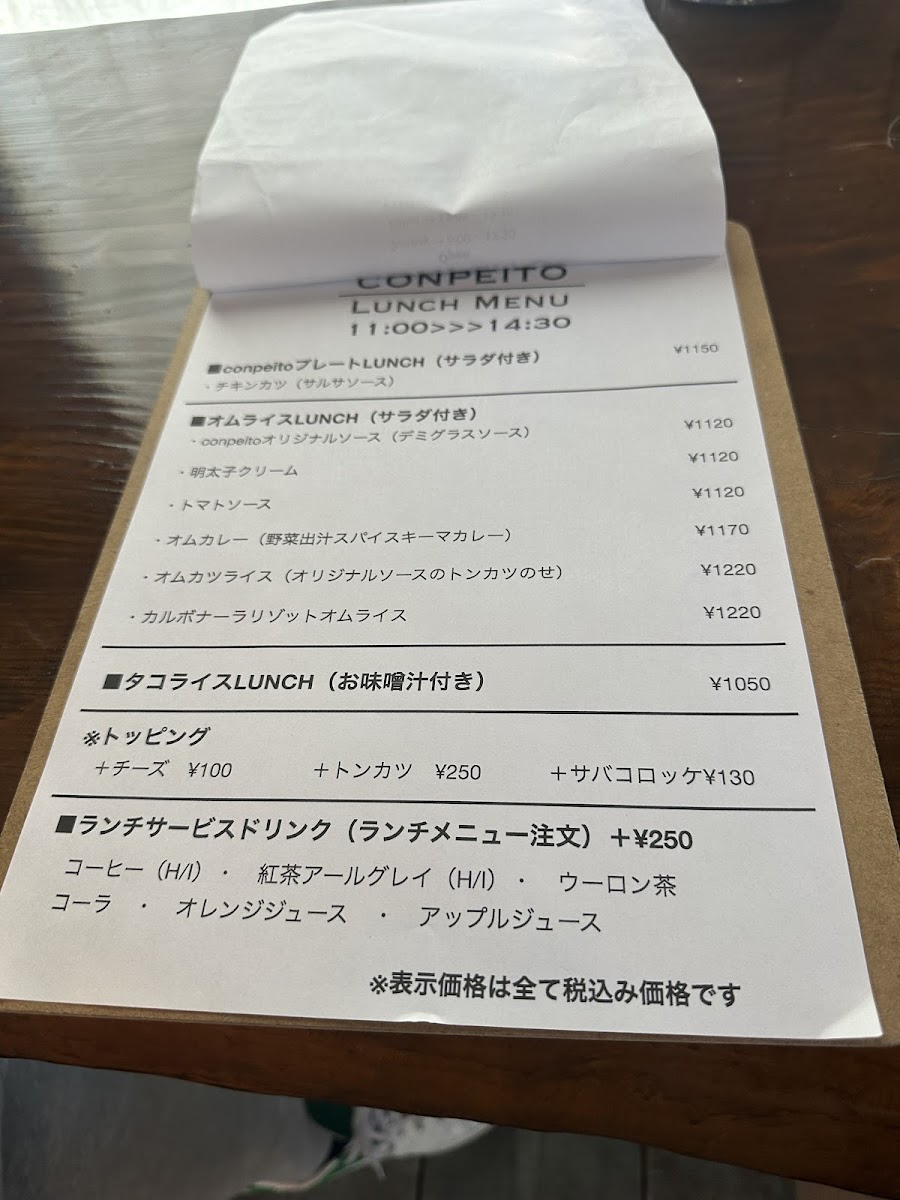 CONPEITO
LUNCH MENU
11:00>>>14:30
■conpeitoプレートLUNCH（サラダ付き） ¥1150
・チキンカツ（サルサソース）
■オムライスLUNCH（サラダ付き）
・conpeitoオリジナルソース（デミグラスソース） ¥1120
・明太子クリーム ¥1120
・トマトソース ¥1120
・オムカレー（野菜出汁スパイスキーマカレー） ¥1170
・オムカツライス（オリジナルソースのトンカツのせ） ¥1220
・カルボナーラリゾットオムライス ¥1220
■タコライスLUNCH（お味噌汁付き） ¥1050
※トッピング
＋チーズ ¥100 ＋トンカツ ¥250 ＋サバコロッケ¥130
■ランチサービスドリンク（ランチメニュー注文）＋¥250
コーヒー（H/I）・ 紅茶アールグレイ（H/I）・ ウーロン茶
コーラ ・ オレンジジュース ・ アップルジュース
※表示価格は全て税込み価格です